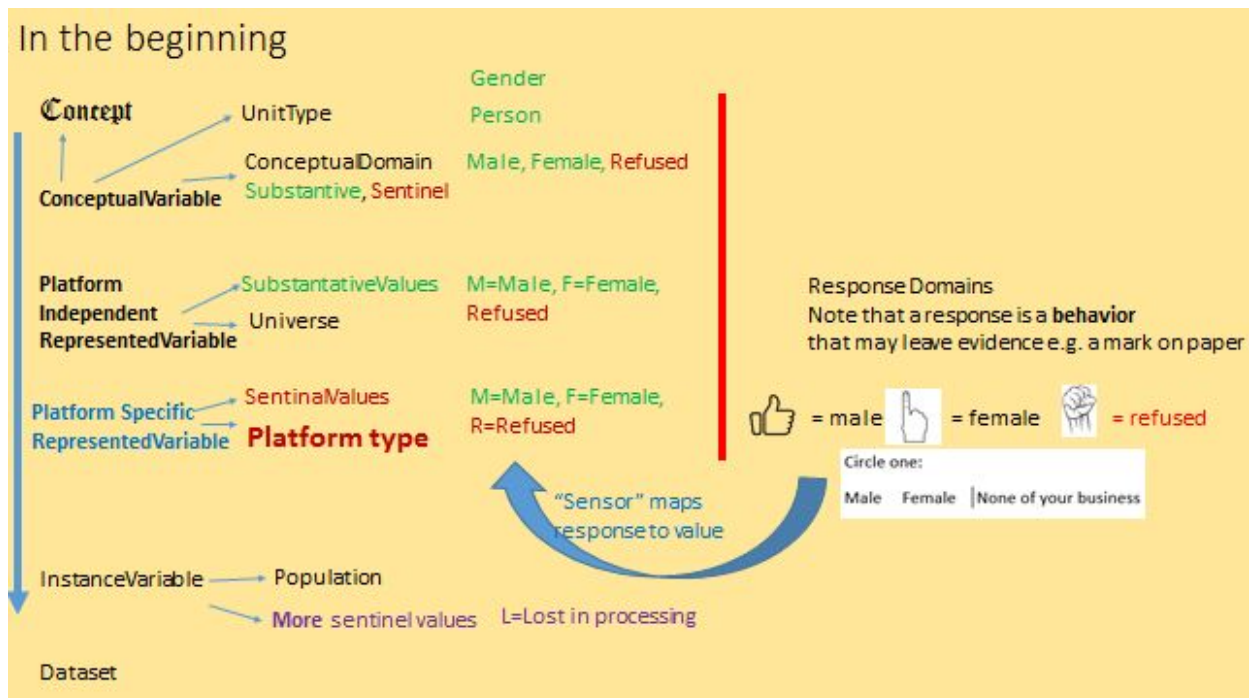 In the beginning
Gender
Concept
UnitType
Person
ConceptualDomain
Male, Female, Refused
Substantive, Sentinel
ConceptualVariable
Platform
Independent
RepresentedVariable
SubstantativeValues
Universe
M=Male, F=Female,
Refused
Response Domains
Note that a response is a behavior
that may leave evidence e.g. a mark on paper
Platform Specific
RepresentedVariable
SentinaValues
Platform type
M=Male, F=Female,
R=Refused
= male
= female
= refused
Circle one:
Male Female |None of your business
"Sensor" maps
response to value
InstanceVariable
Population
More sentinel values
L=Lost in processing
Dataset